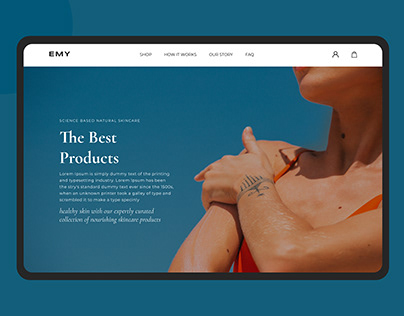 EMY
SHOP HOW IT WORKS OUR STORY FAQ
SCIENCE BASED NATURAL SKINCARE
The Best
Products
Lorem Ipsum is simply dummy text of the printing
and typesetting industry. Lorem Ipsum has been
the stry's standard dummy text ever since the 1500s,
when an unknown printer took a galley of type and
scrambled it to make a type specimly
healthy skin with our expertly curated
collection of nourishing skincare products